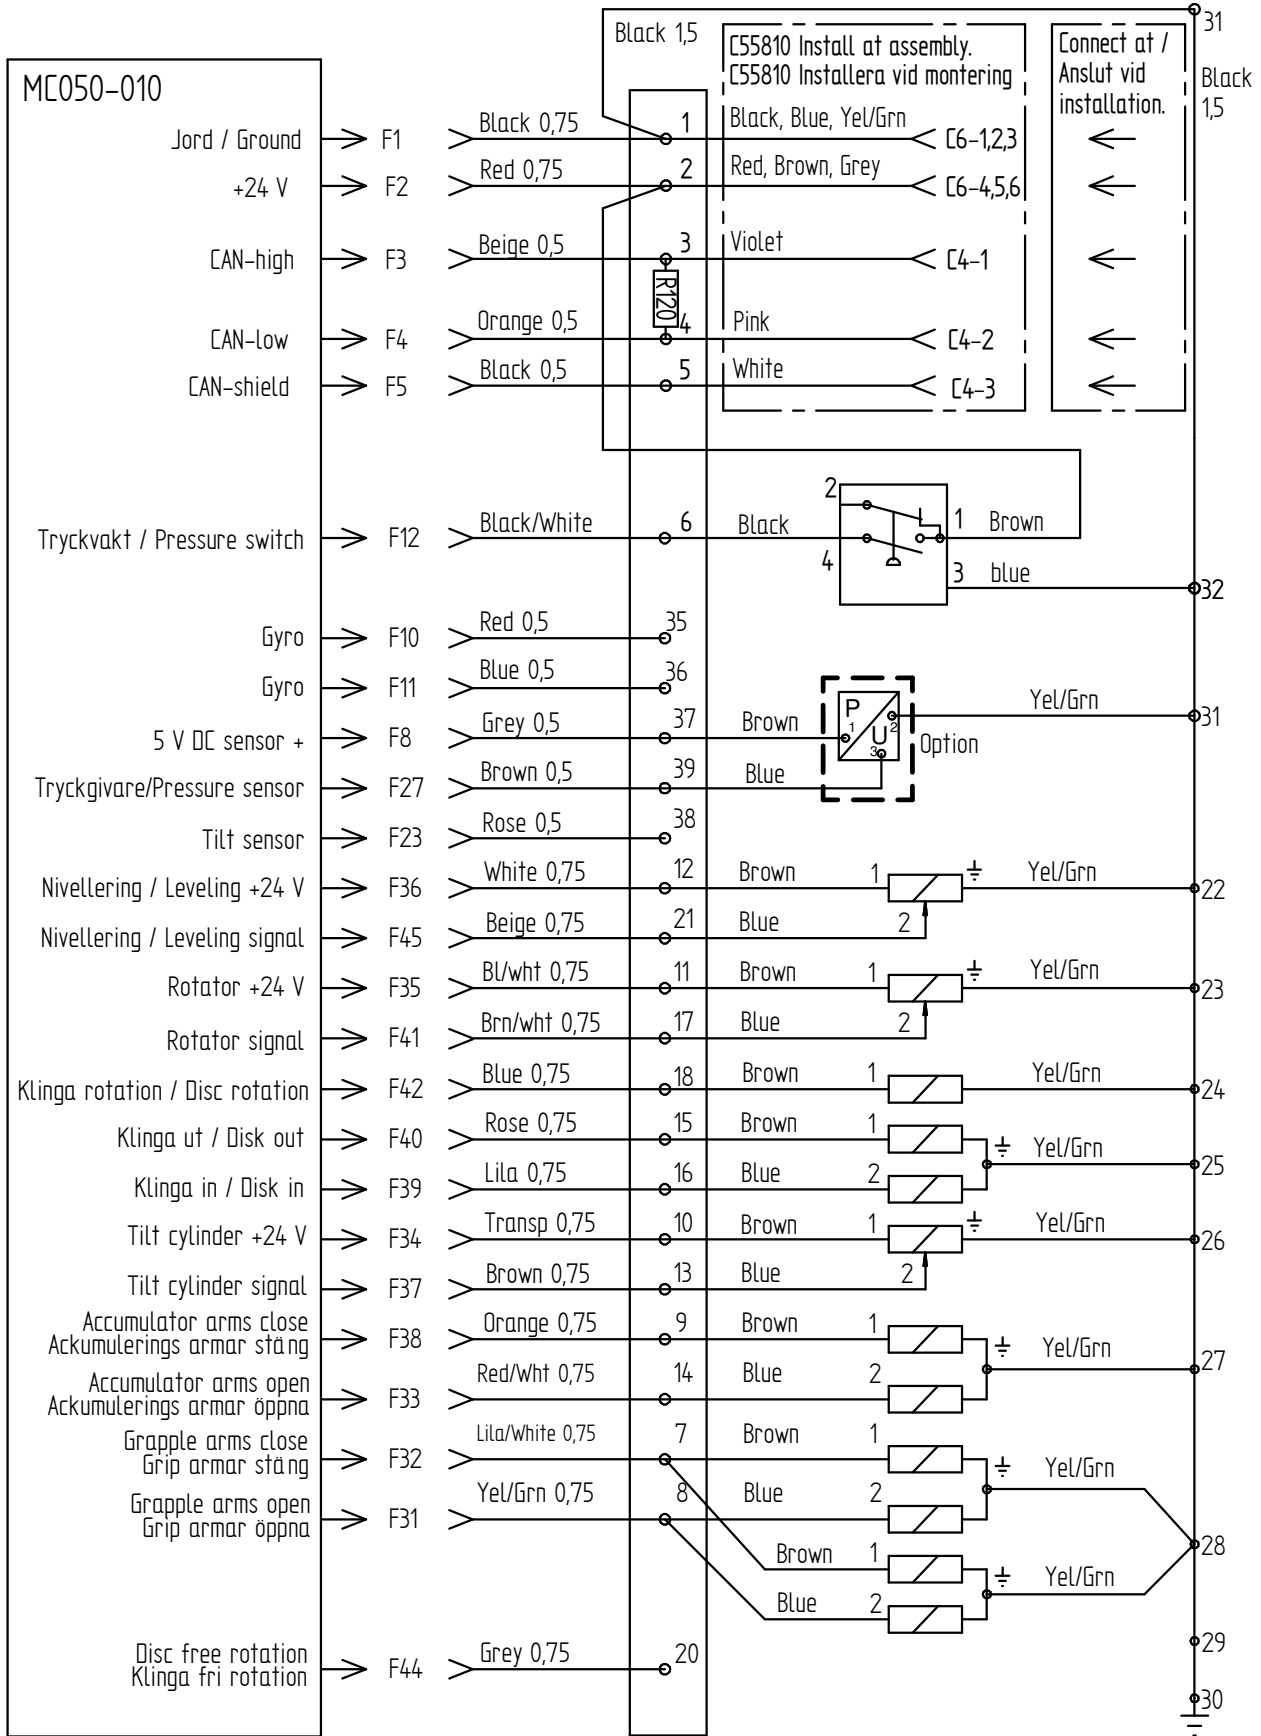 31
Black 1,5
C55810 Install at assembly.
C55810 Installera vid montering
Connect at /
Anslut vid
installation.
Black
1,5
MC050-010
Jord / Ground F1 Black 0,75 1 Black, Blue, Yel/Grn C6-1,2,3
+24 V F2 Red 0,75 2 Red, Brown, Grey C6-4,5,6
CAN-high F3 Beige 0,5 3 Violet C4-1
R120
CAN-low F4 Orange 0,5 4 Pink C4-2
CAN-shield F5 Black 0,5 5 White C4-3
2
Tryckvakt / Pressure switch F12 Black/White 6 Black 4 1 Brown
3 blue 32
Gyro F10 Red 0,5 35
Gyro F11 Blue 0,5 36
5 V DC sensor + F8 Grey 0,5 37 Brown P 1 U 2 3 Yel/Grn 31
Option
Tryckgivare/Pressure sensor F27 Brown 0,5 39 Blue
Tilt sensor F23 Rose 0,5 38
Nivellering / Leveling +24 V F36 White 0,75 12 Brown 1 Yel/Grn 22
Nivellering / Leveling signal F45 Beige 0,75 21 Blue 2
Rotator +24 V F35 Bl/wht 0,75 11 Brown 1 Yel/Grn 23
Rotator signal F41 Brn/wht 0,75 17 Blue 2
Klinga rotation / Disc rotation F42 Blue 0,75 18 Brown 1 Yel/Grn 24
Klinga ut / Disk out F40 Rose 0,75 15 Brown 1 Yel/Grn 25
Klinga in / Disk in F39 Lila 0,75 16 Blue 2
Tilt cylinder +24 V F34 Transp 0,75 10 Brown 1 Yel/Grn 26
Tilt cylinder signal F37 Brown 0,75 13 Blue 2
Accumulator arms close
Ackumulerings armar stäng F38 Orange 0,75 9 Brown 1 Yel/Grn 27
Accumulator arms open
Ackumulerings armar öppna F33 Red/Wht 0,75 14 Blue 2
Grapple arms close
Grip armar stäng F32 Lila/White 0,75 7 Brown 1 Yel/Grn
Grapple arms open
Grip armar öppna F31 Yel/Grn 0,75 8 Blue 2
28
Brown 1 Yel/Grn
Blue 2
29
Disc free rotation
Klinga fri rotation F44 Grey 0,75 20
30